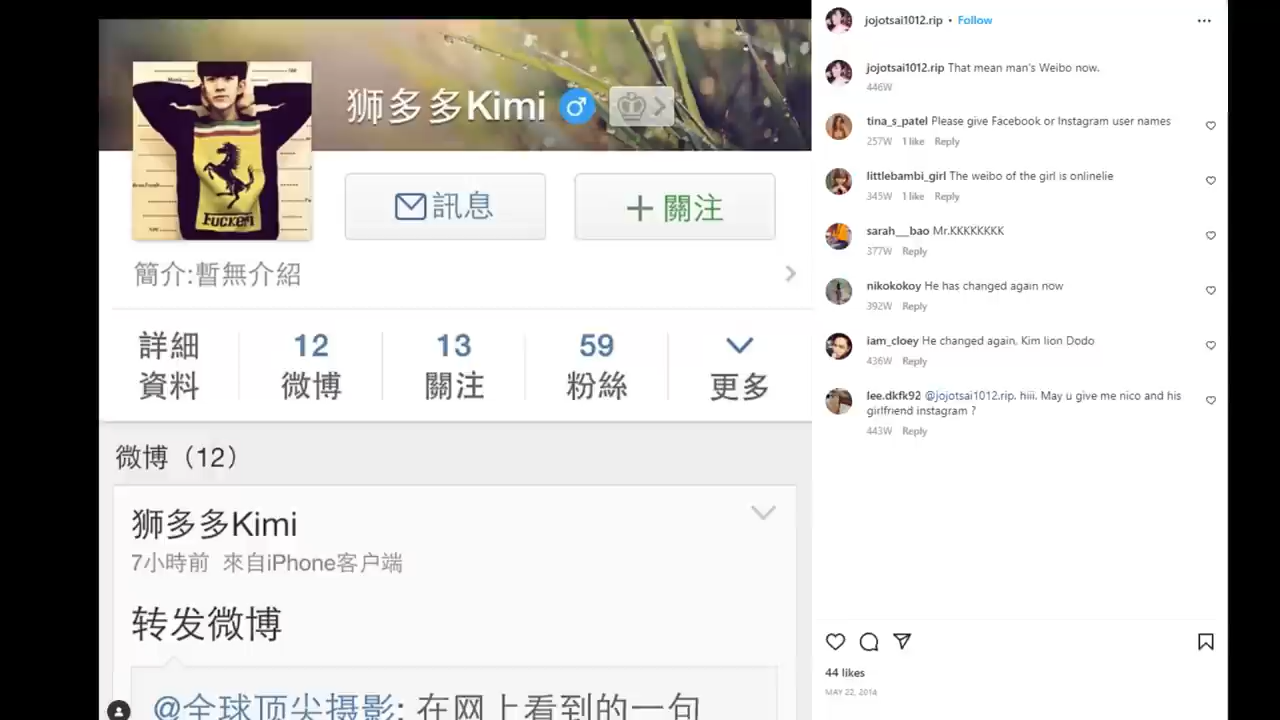 狮多多Kimi
FUCKERI
訊息
關注
簡介:暫無介紹
詳細資料
12 微博
13 關注
59 粉絲
更多
微博（12）
狮多多Kimi
7小時前 來自iPhone客户端
转发微博
@全球顶尖摄影: 在网上看到的一句
jojotsai1012.rip • Follow
jojotsai1012.rip That mean man's Weibo now.
446W
tina_s_patel Please give Facebook or Instagram user names
257W 1 like Reply
littlebambi_girl The weibo of the girl is onlinelie
345W 1 like Reply
sarah___bao Mr.KKKKKKKK
377W Reply
nikokokoy He has changed again now
392W Reply
iam_cloey He changed again, Kim lion Dodo
436W Reply
lee.dkfk92 @jojotsai1012.rip. hiii. May u give me nico and his
girlfriend instagram ?
443W Reply
44 likes
MAY 22, 2014